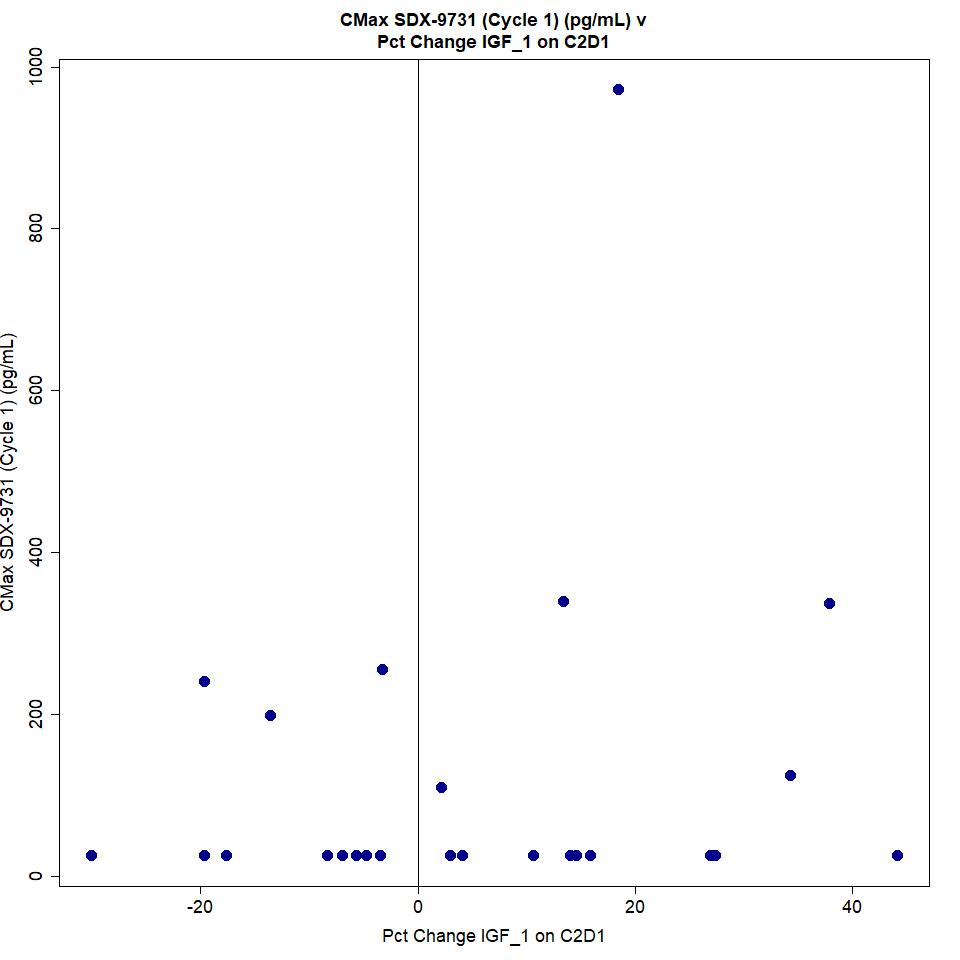 CMax SDX-9731 (Cycle 1) (pg/mL) v
Pct Change IGF_1 on C2D1
1000
800
600
400
200
0
CMax SDX-9731 (Cycle 1) (pg/mL)
-20
0
20
40
Pct Change IGF_1 on C2D1